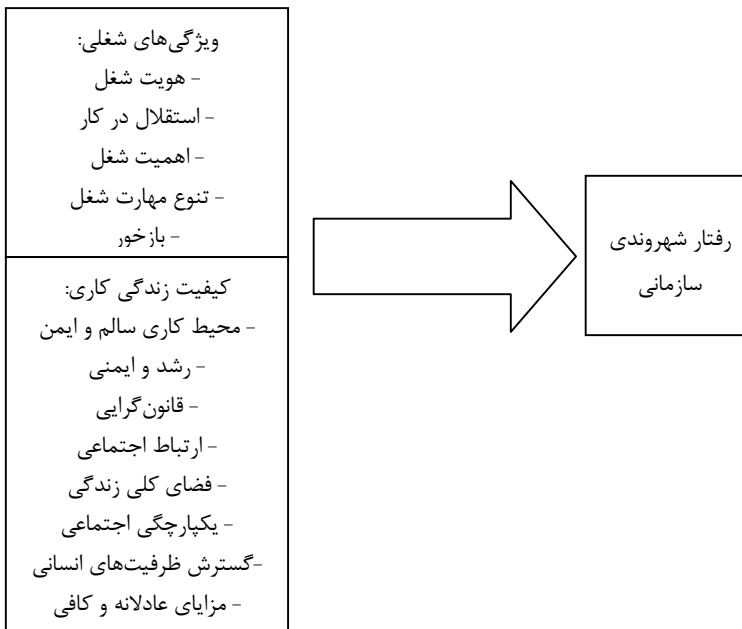 ویژگی‌های شغلی:
- هویت شغل
- استقلال در کار
- اهمیت شغل
- تنوع مهارت شغل
- بازخور
کیفیت زندگی کاری:
- محیط کاری سالم و ایمن
- رشد و ایمنی
- قانون‌گرایی
- ارتباط اجتماعی
- فضای کلی زندگی
- یکپارچگی اجتماعی
-گسترش ظرفیت‌های انسانی
- مزایای عادلانه و کافی
رفتار شهروندی
سازمانی